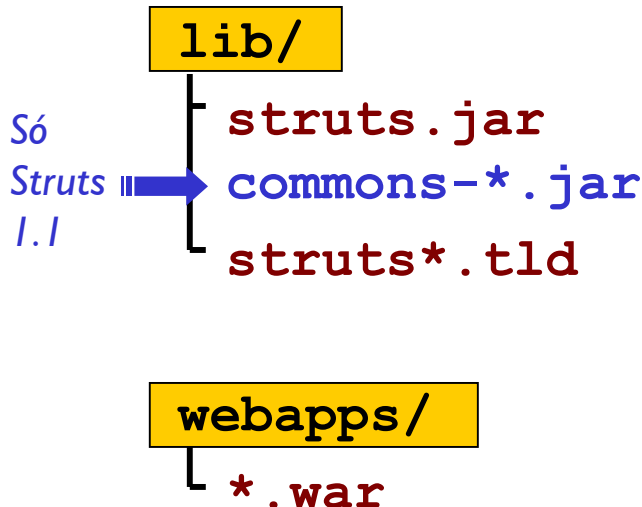 lib/
struts.jar
Só
Struts
1.1
commons-*.jar
struts*.tld
webapps/
*.war